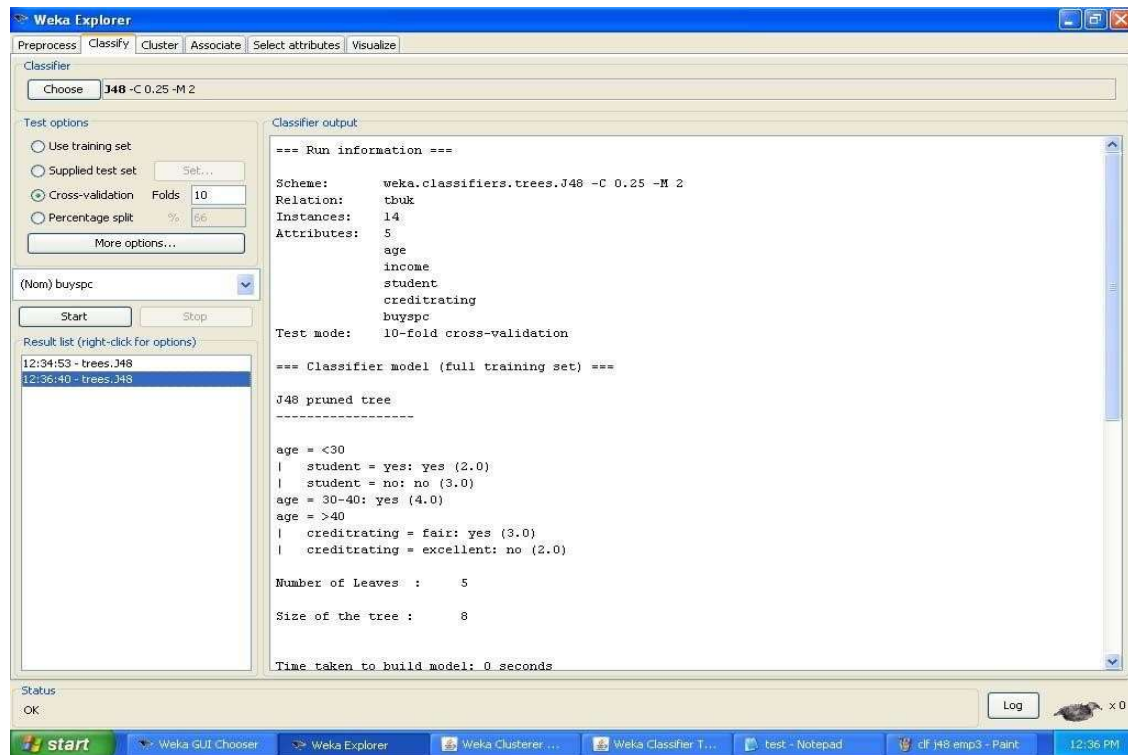 Weka Explorer
Preprocess Classify Cluster Associate Select attributes Visualize
Classifier
Choose J48 -C 0.25 -M 2
Test options
Use training set
Supplied test set Set...
Cross-validation Folds 10
Percentage split % 66
More options...
(Nom) buyspc
Start Stop
Result list (right-click for options)
12:34:53 - trees.J48
12:36:40 - trees.J48
Classifier output
=== Run information ===
Scheme: weka.classifiers.trees.J48 -C 0.25 -M 2
Relation: tbuk
Instances: 14
Attributes: 5
age
income
student
creditrating
buyspc
Test mode: 10-fold cross-validation
=== Classifier model (full training set) ===
J48 pruned tree
------------------
age = <30
| student = yes: yes (2.0)
| student = no: no (3.0)
age = 30-40: yes (4.0)
age = >40
| creditrating = fair: yes (3.0)
| creditrating = excellent: no (2.0)
Number of Leaves : 5
Size of the tree : 8
Time taken to build model: 0 seconds
Status
OK
Log x 0
start Weka GUI Chooser Weka Explorer Weka Clusterer ... Weka Classifier T... test - Notepad clf j48 emp3 - Paint 12:36 PM